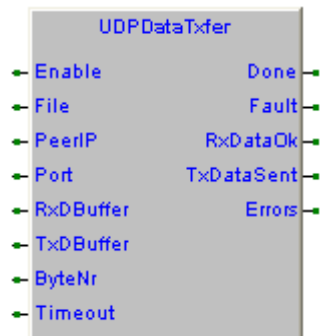 UDPDataTxfer
Enable Done
File Fault
PeerIP RxDataOk
Port TxDataSent
RxDBuffer Errors
TxDBuffer
ByteNr
Timeout